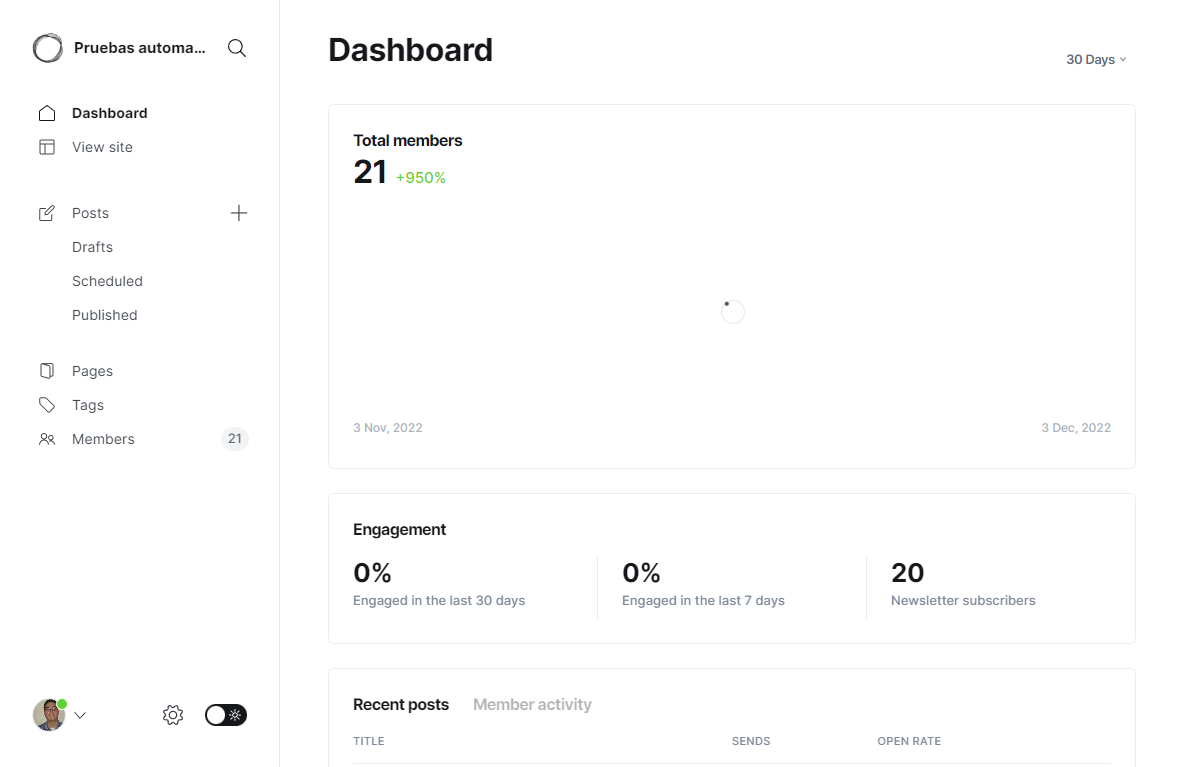 Pruebas automa...
Dashboard
View site
Posts
Drafts
Scheduled
Published
Pages
Tags
Members 21
Dashboard
30 Days
Total members
21 +950%
3 Nov, 2022 3 Dec, 2022
Engagement
0% 0% 20
Engaged in the last 30 days Engaged in the last 7 days Newsletter subscribers
Recent posts Member activity
TITLE SENDS OPEN RATE